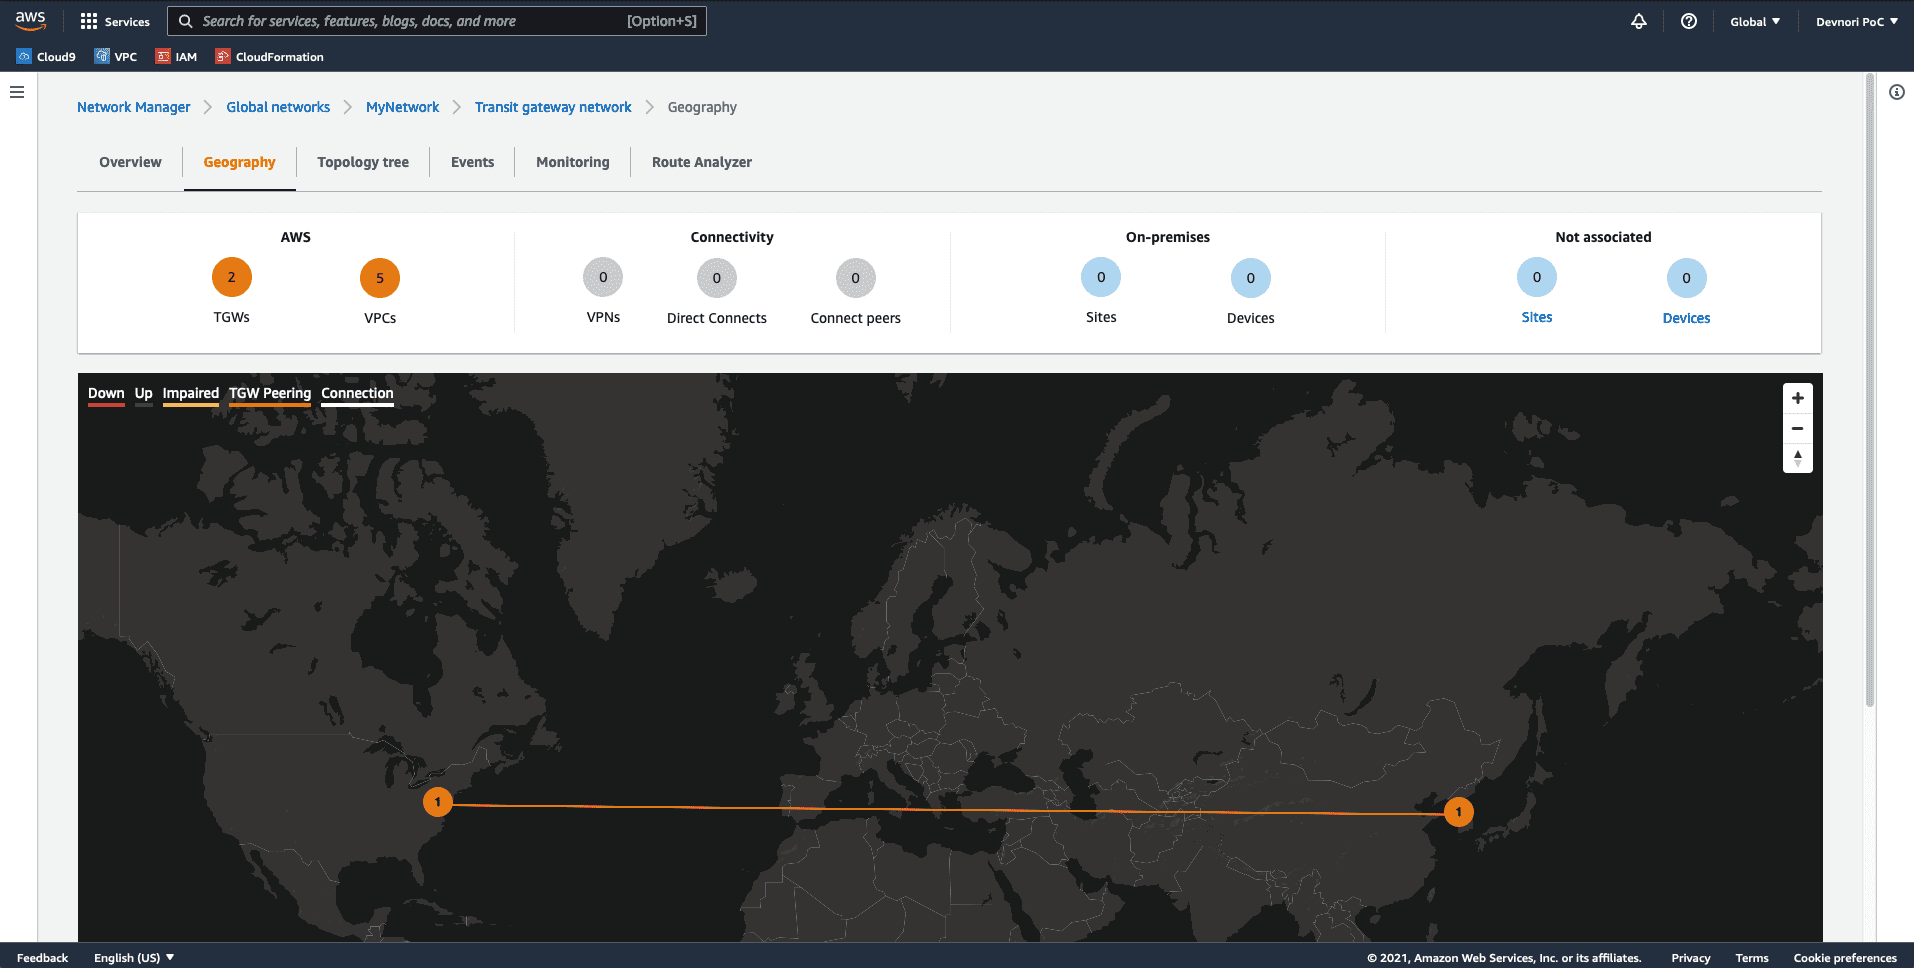 aws Services Search for services, features, blogs, docs, and more [Option+S] Global ▼ Devnori PoC ▼
Cloud9 VPC IAM CloudFormation
Network Manager > Global networks > MyNetwork > Transit gateway network > Geography
Overview Geography Topology tree Events Monitoring Route Analyzer
AWS Connectivity On-premises Not associated
2 5 0 0 0 0 0 0 0
TGWs VPCs VPNs Direct Connects Connect peers Sites Devices Sites Devices
Down Up Impaired TGW Peering Connection
+
−
1 1
Feedback English (US) ▼ © 2021, Amazon Web Services, Inc. or its affiliates. Privacy Terms Cookie preferences